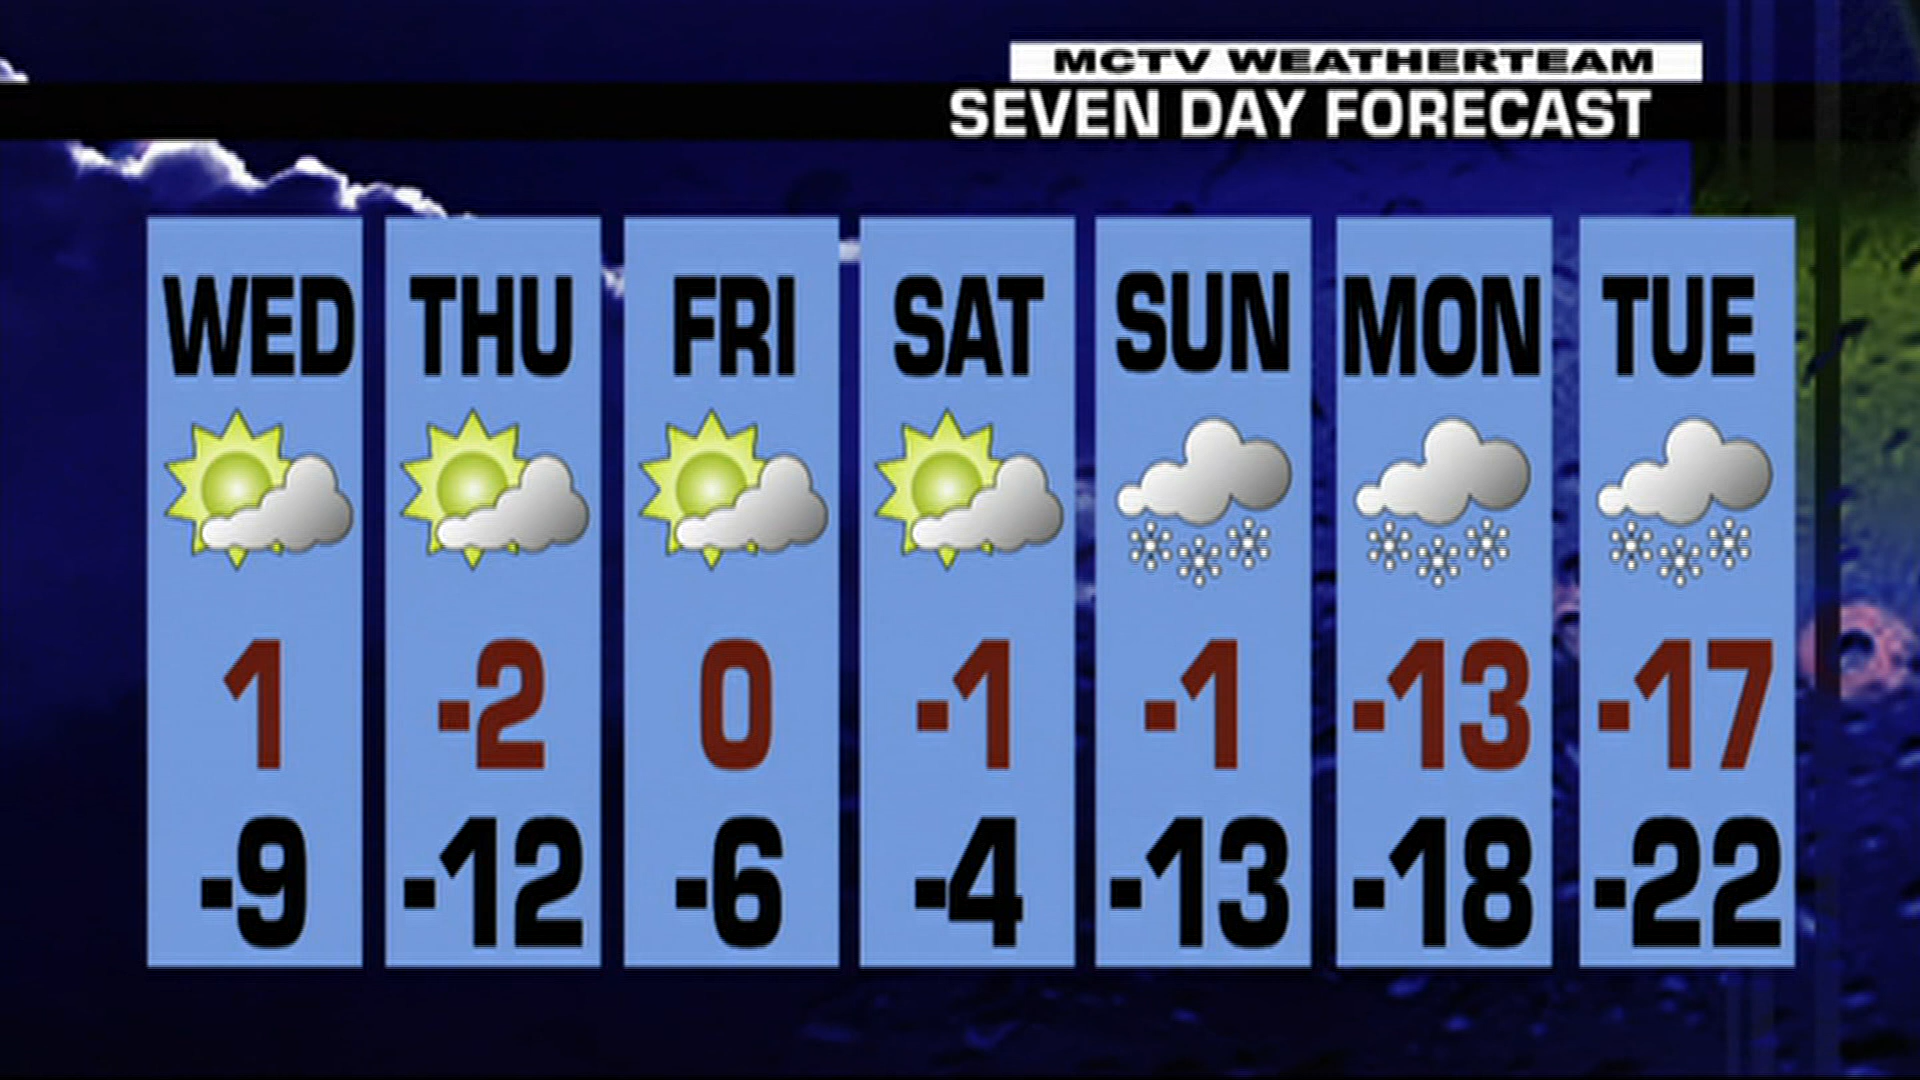 MCTV WEATHERTEAM
SEVEN DAY FORECAST
WED THU FRI SAT SUN MON TUE
1 -2 0 -1 -1 -13 -17
-9 -12 -6 -4 -13 -18 -22